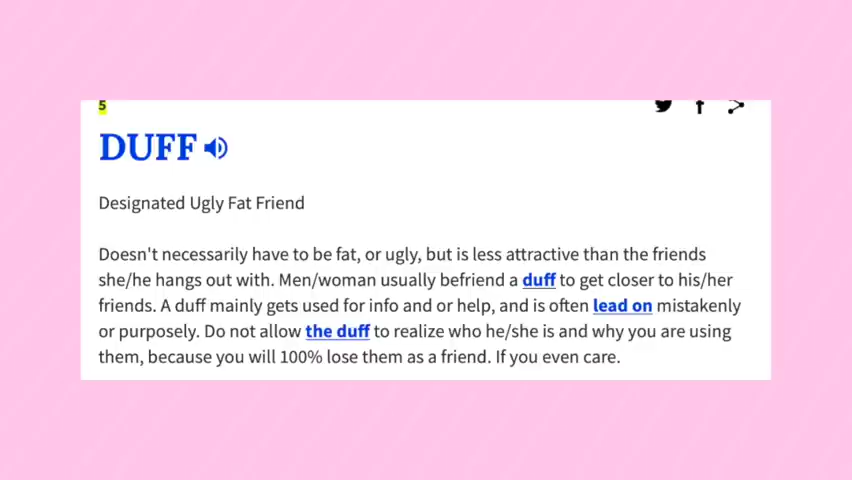 5
DUFF
Designated Ugly Fat Friend
Doesn't necessarily have to be fat, or ugly, but is less attractive than the friends
she/he hangs out with. Men/woman usually befriend a duff to get closer to his/her
friends. A duff mainly gets used for info and or help, and is often lead on mistakenly
or purposely. Do not allow the duff to realize who he/she is and why you are using
them, because you will 100% lose them as a friend. If you even care.